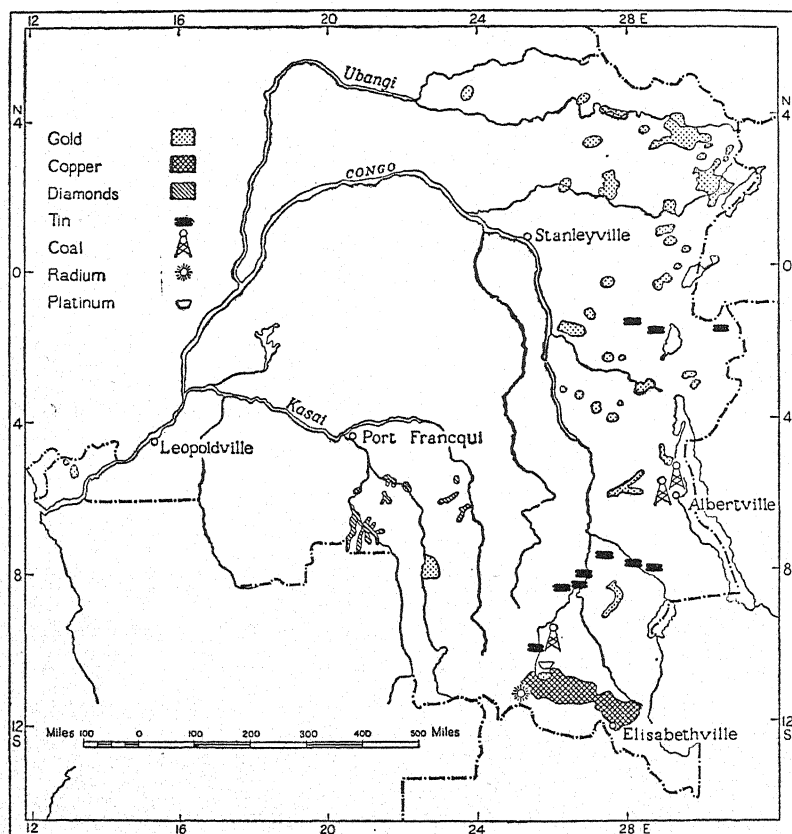 12 16 20 24 28 E
Ubangi
N
4
N
4
Gold
Copper
CONGO
Diamonds
Tin
Stanleyville
Coal
0
0
Radium
Platinum
Kasai
4
4
Leopoldville
Port Francqui
Albertville
8
8
12
S
12
S
Elisabethville
Miles 100 0 100 200 300 400 500 Miles
12 16 20 24 28 E